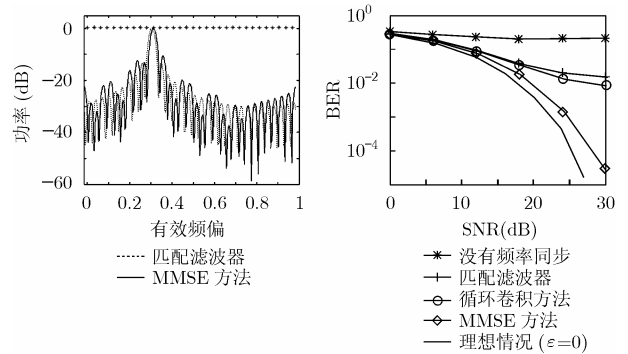 功率 (dB)
0
−20
−40
−60
0 0.2 0.4 0.6 0.8 1
有效频偏
匹配滤波器
MMSE 方法
BER
10^0
10^-2
10^-4
0 10 20 30
SNR(dB)
没有频率同步
匹配滤波器
循环卷积方法
MMSE 方法
理想情况 (ε=0)